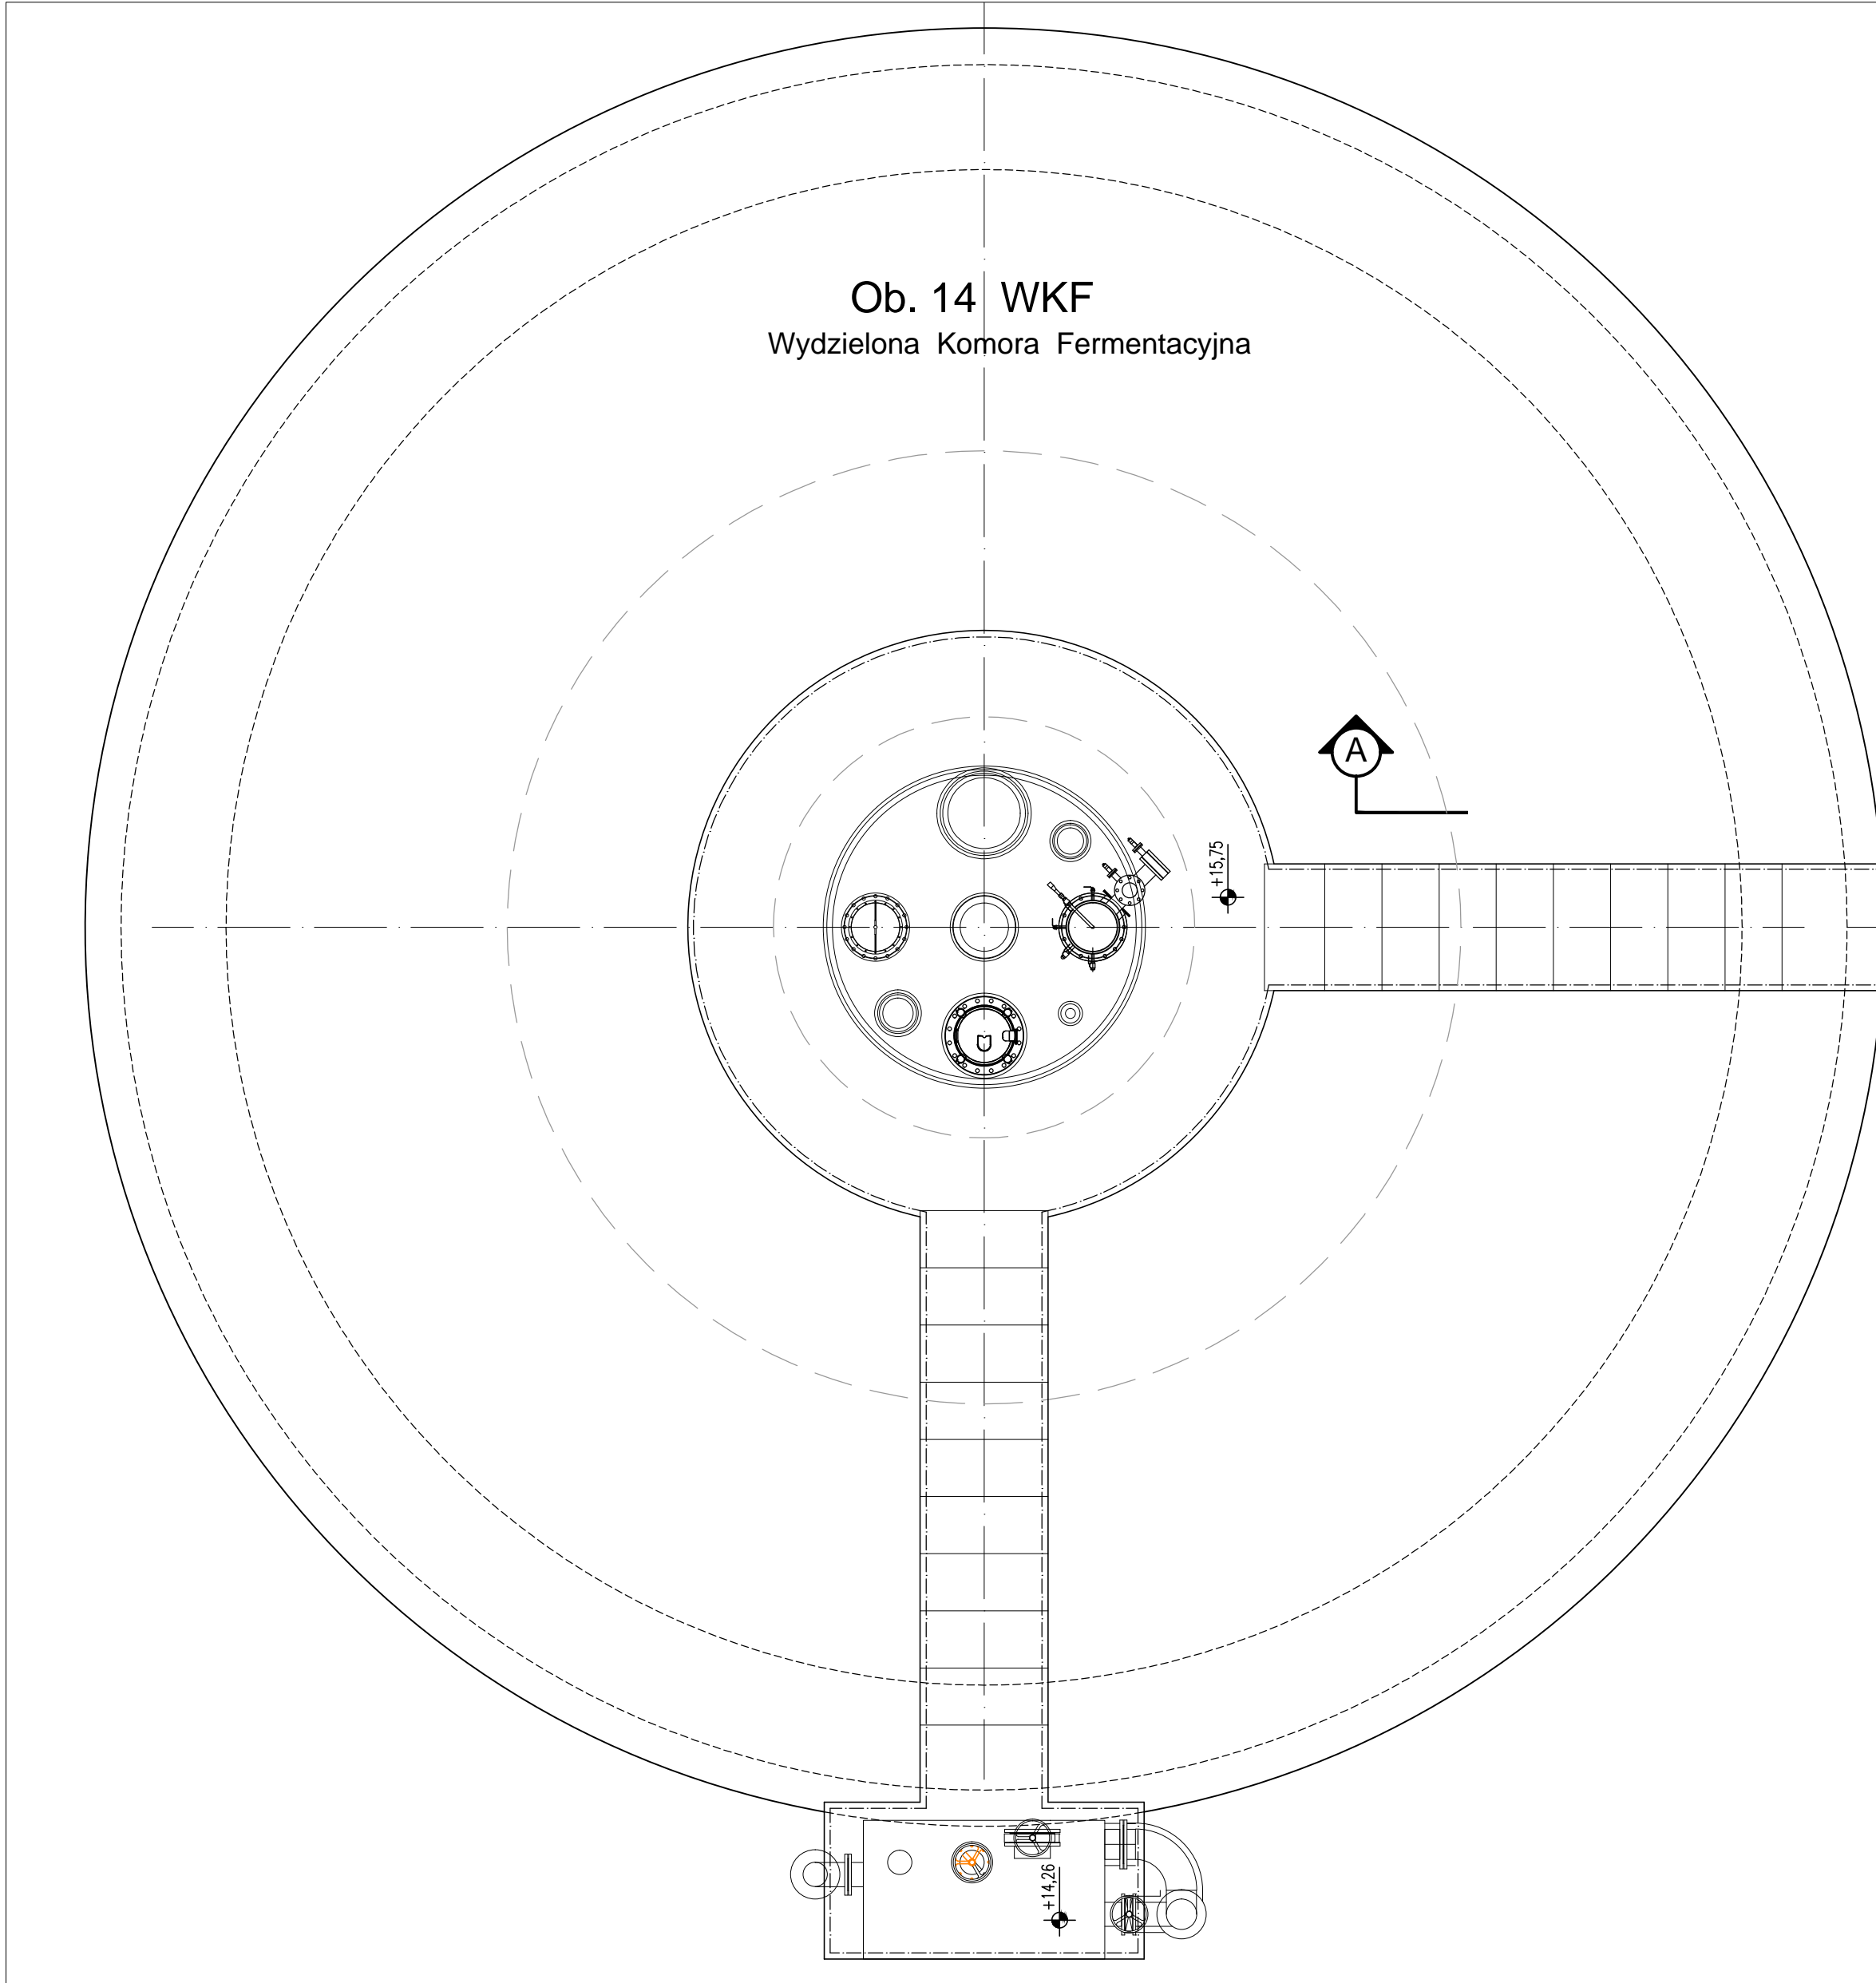 Ob. 14 WKF
Wydzielona Komora Fermentacyjna
A
+15,75
+14,26